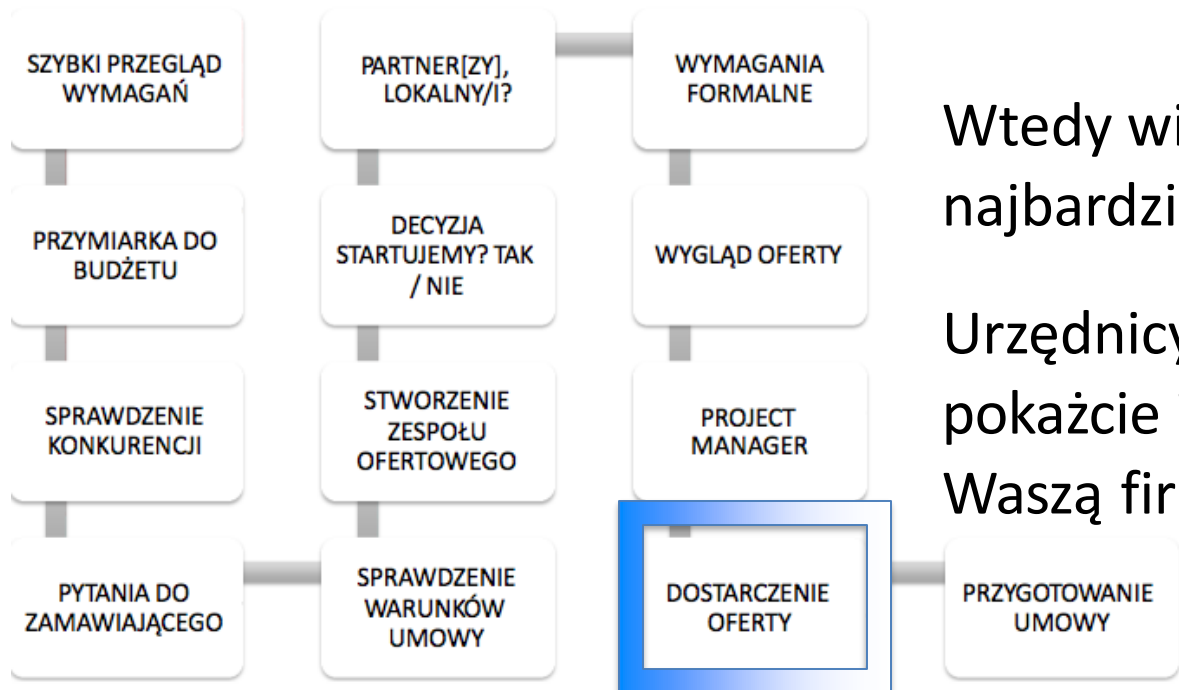 SZYBKI PRZEGLĄD
WYMAGAŃ
PRZYMIARKA DO
BUDŻETU
SPRAWDZENIE
KONKURENCJI
PYTANIA DO
ZAMAWIAJĄCEGO
SPRAWDZENIE
WARUNKÓW
UMOWY
STWORZENIE
ZESPOŁU
OFERTOWEGO
DECYZJA
STARTUJEMY? TAK
/ NIE
PARTNER[ZY],
LOKALNY/I?
WYMAGANIA
FORMALNE
WYGLĄD OFERTY
PROJECT
MANAGER
DOSTARCZENIE
OFERTY
PRZYGOTOWANIE
UMOWY
Wtedy
pokażcie
Waszą